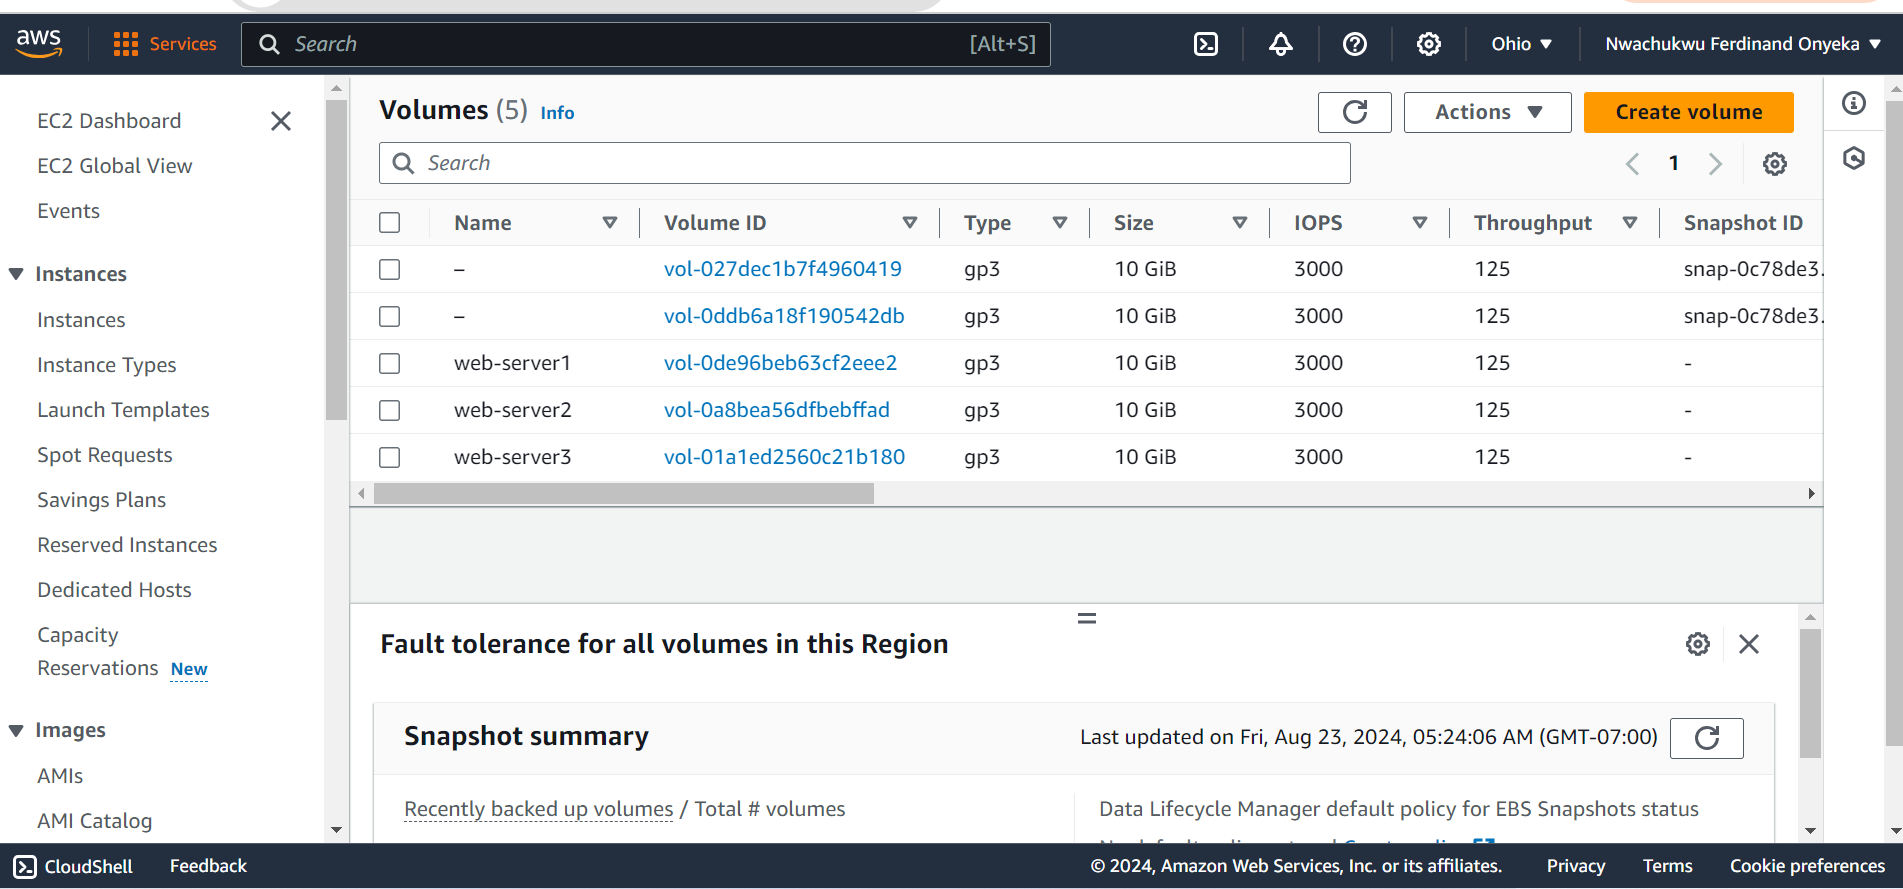 aws
Services
Search
[Alt+S]
Ohio
Nwachukwu Ferdinand Onyeka
EC2 Dashboard
EC2 Global View
Events
Instances
Instances
Instance Types
Launch Templates
Spot Requests
Savings Plans
Reserved Instances
Dedicated Hosts
Capacity
Reservations New
Images
AMIs
AMI Catalog
Volumes (5) Info
Actions
Create volume
Search
1
Name Volume ID Type Size IOPS Throughput Snapshot ID
– vol-027dec1b7f4960419 gp3 10 GiB 3000 125 snap-0c78de3.
– vol-0ddb6a18f190542db gp3 10 GiB 3000 125 snap-0c78de3.
web-server1 vol-0de96beb63cf2eee2 gp3 10 GiB 3000 125 -
web-server2 vol-0a8bea56dfbebffad gp3 10 GiB 3000 125 -
web-server3 vol-01a1ed2560c21b180 gp3 10 GiB 3000 125 -
Fault tolerance for all volumes in this Region
Snapshot summary
Last updated on Fri, Aug 23, 2024, 05:24:06 AM (GMT-07:00)
Recently backed up volumes / Total # volumes
Data Lifecycle Manager default policy for EBS Snapshots status
CloudShell Feedback © 2024, Amazon Web Services, Inc. or its affiliates. Privacy Terms Cookie preferences